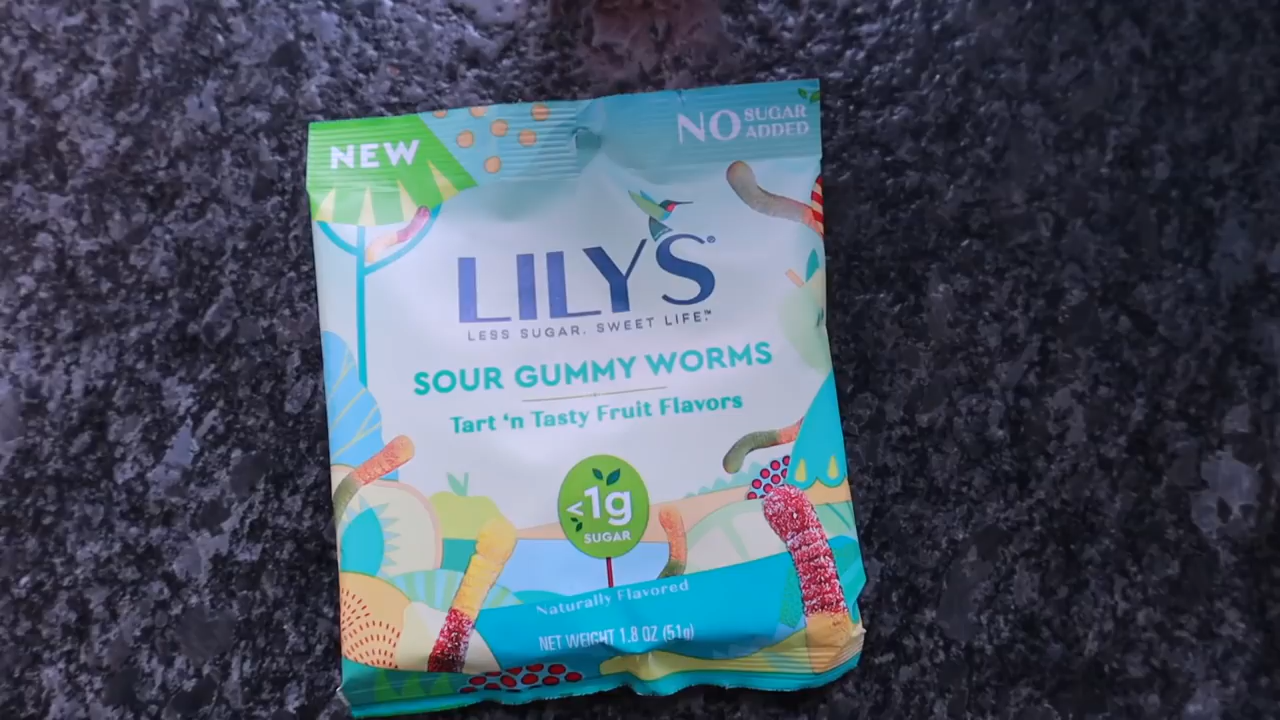 NEW
NO SUGAR ADDED
LILY'S®
LESS SUGAR. SWEET LIFE.™
SOUR GUMMY WORMS
Tart 'n Tasty Fruit Flavors
<1g
SUGAR
Naturally Flavored
NET WEIGHT 1.8 OZ (51g)